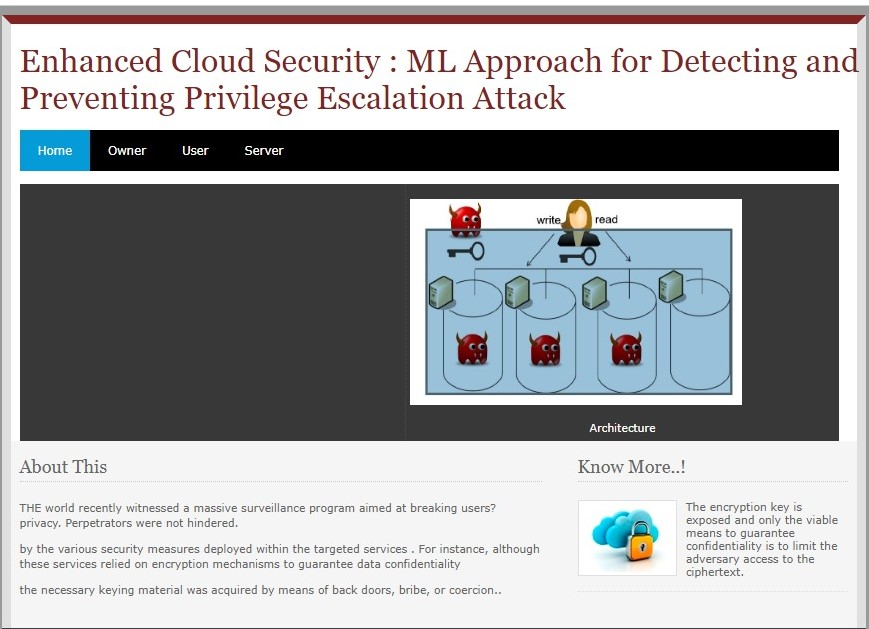 Enhanced Cloud Security : ML Approach for Detecting and
Preventing Privilege Escalation Attack
Home Owner User Server
write read
Architecture
About This
THE world recently witnessed a massive surveillance program aimed at breaking users?
privacy. Perpetrators were not hindered.
by the various security measures deployed within the targeted services . For instance, although
these services relied on encryption mechanisms to guarantee data confidentiality
the necessary keying material was acquired by means of back doors, bribe, or coercion..
Know More..!
The encryption key is
exposed and only the viable
means to guarantee
confidentiality is to limit the
adversary access to the
ciphertext.